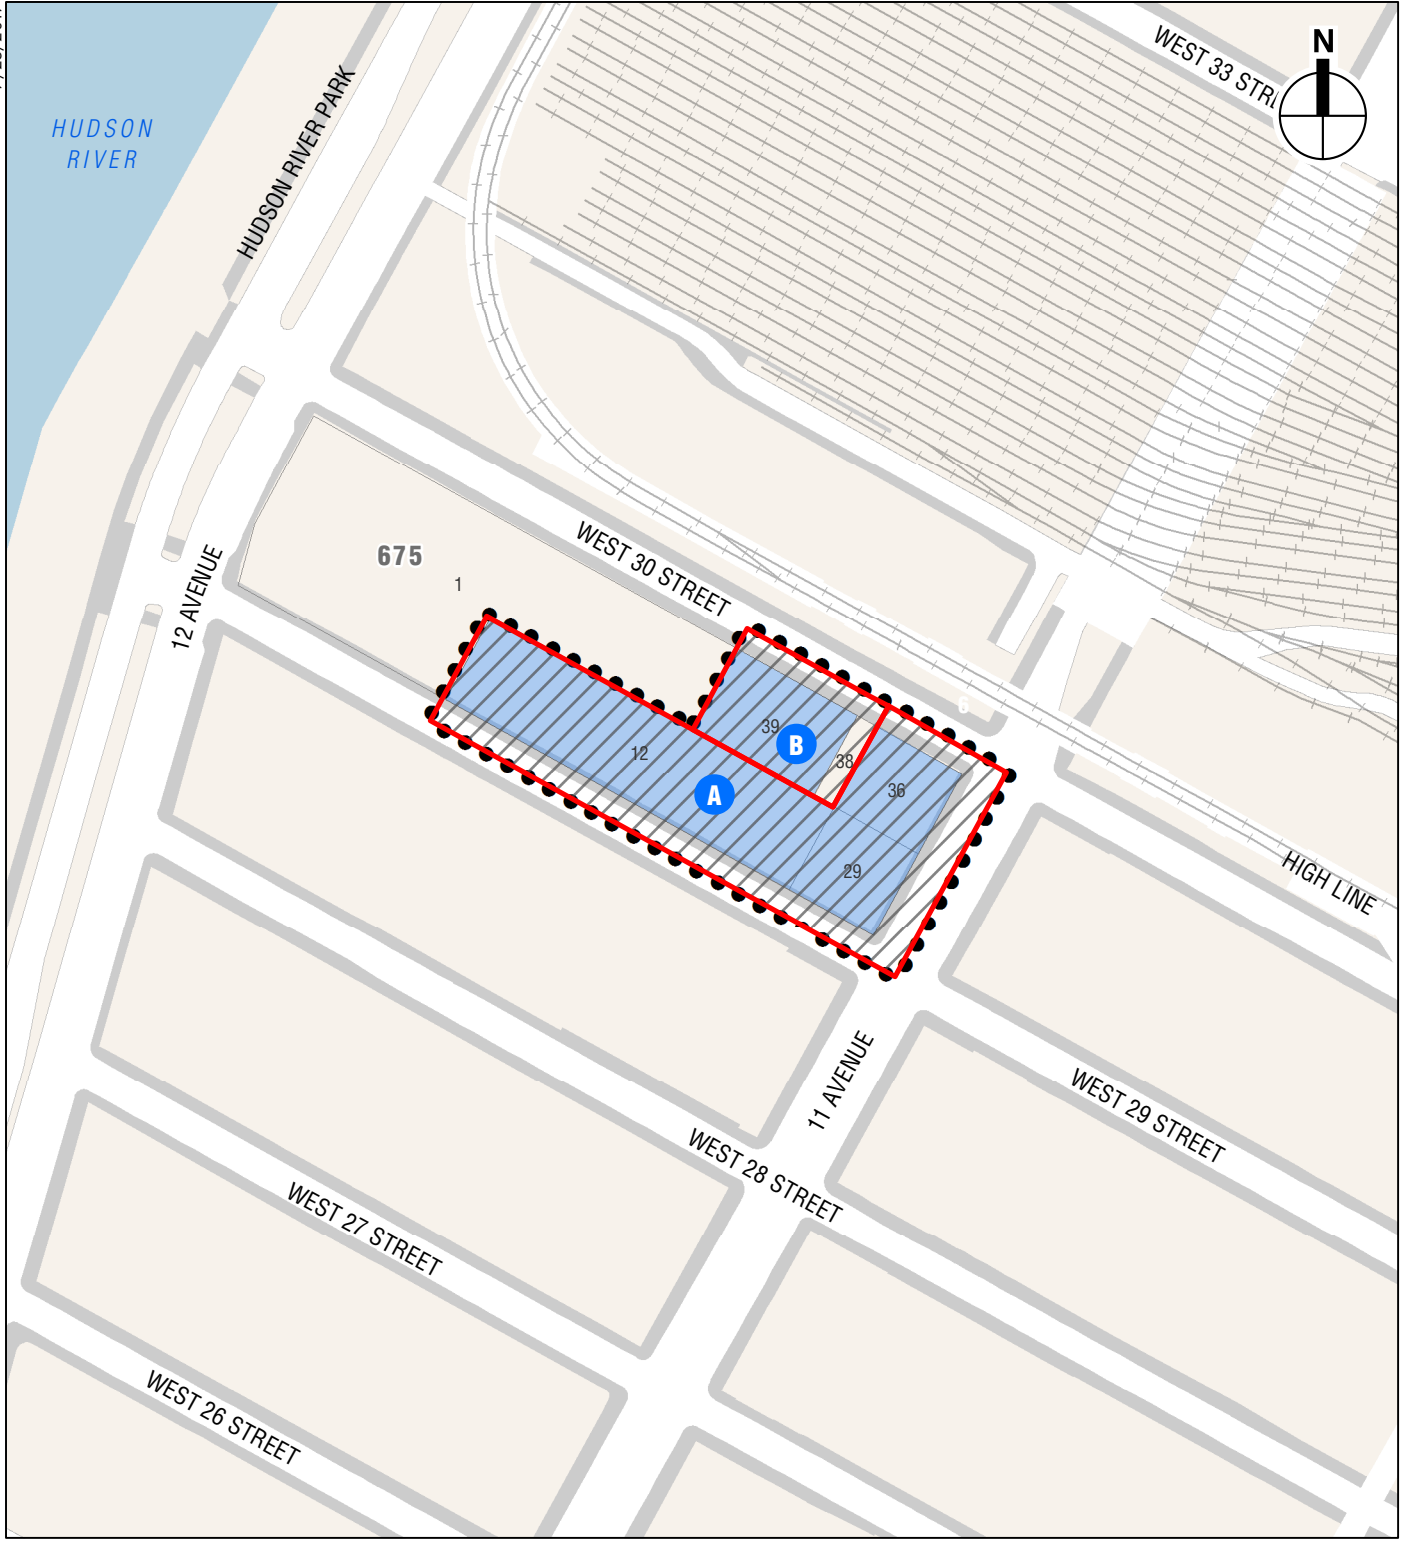 WEST 33 STR
N
HUDSON
RIVER
HUDSON RIVER PARK
WEST 30 STREET
675
1
12 AVENUE
6
39
B
38
12
A
36
29
HIGH LINE
11 AVENUE
WEST 29 STREET
WEST 28 STREET
WEST 27 STREET
WEST 26 STREET